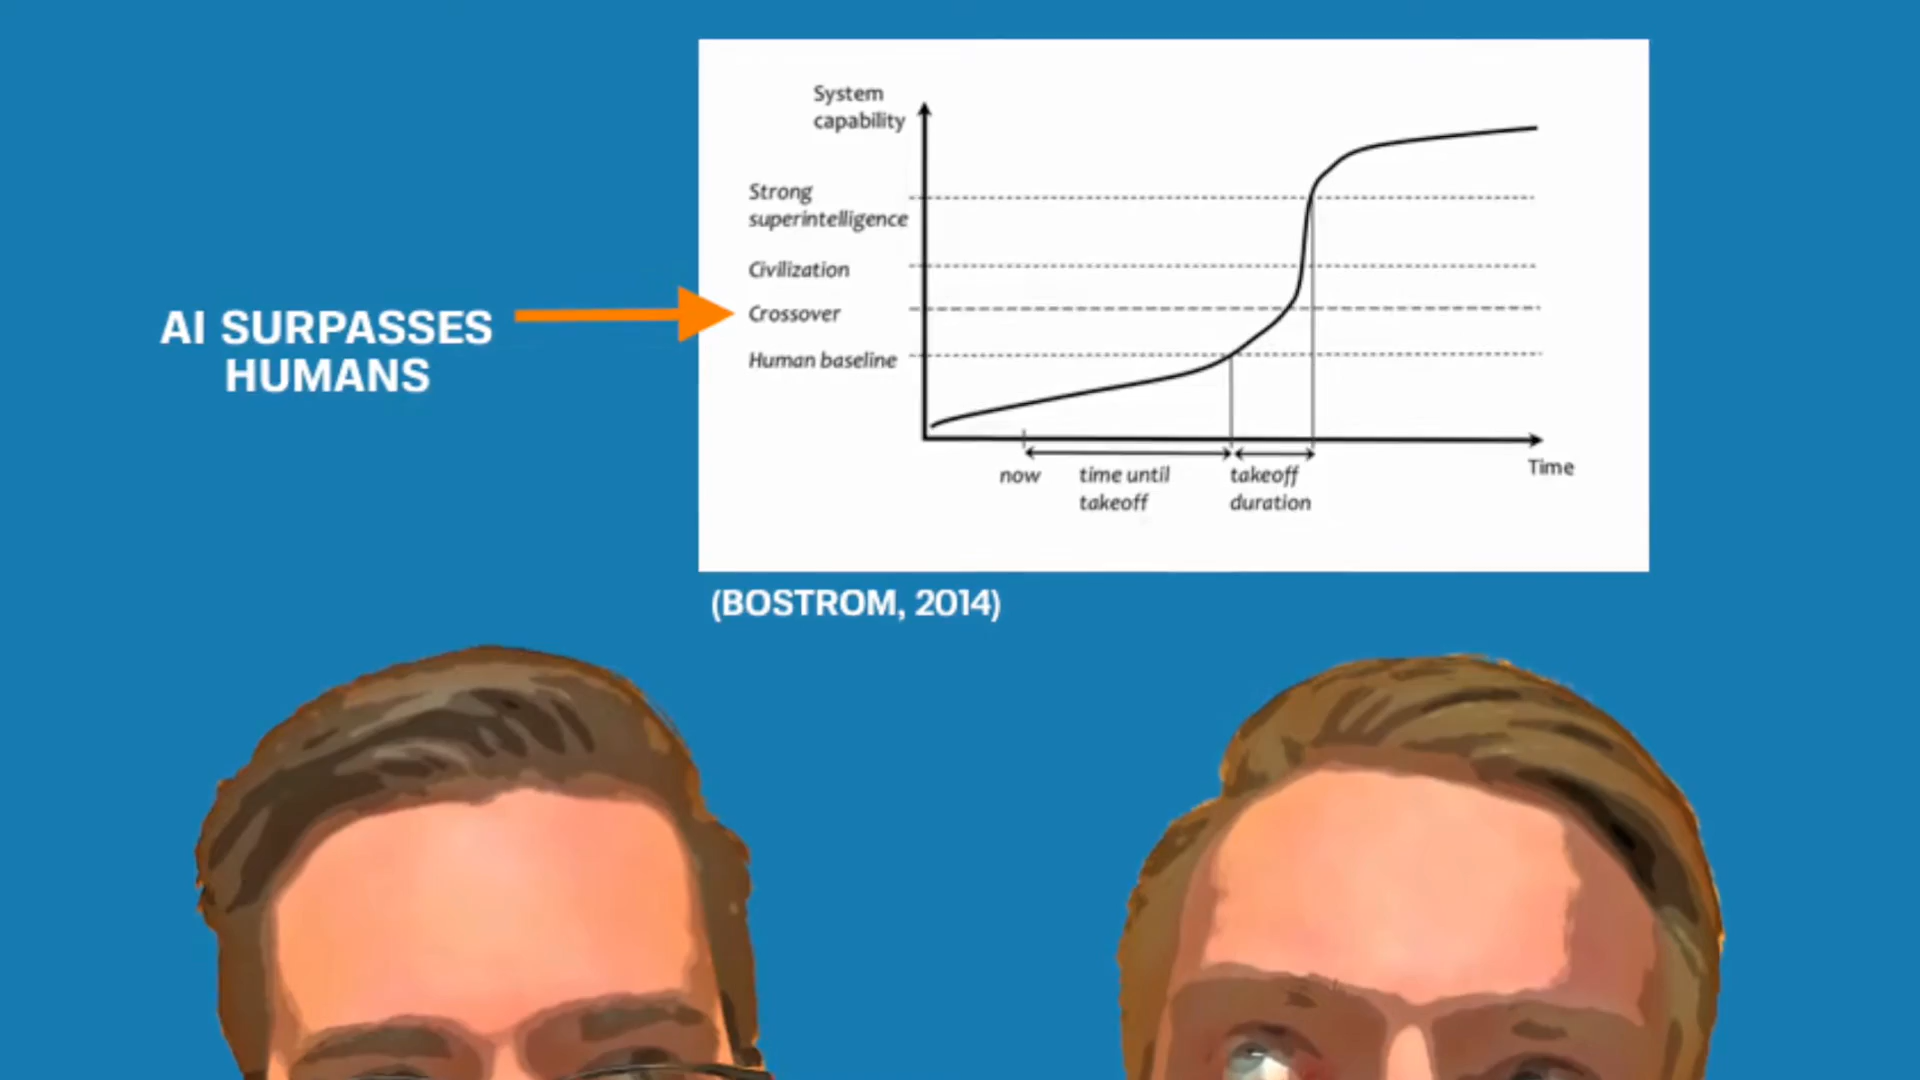 System
capability
Strong
superintelligence
Civilization
AI SURPASSES
HUMANS
Crossover
Human baseline
now
time until
takeoff
takeoff
duration
Time
(BOSTROM, 2014)